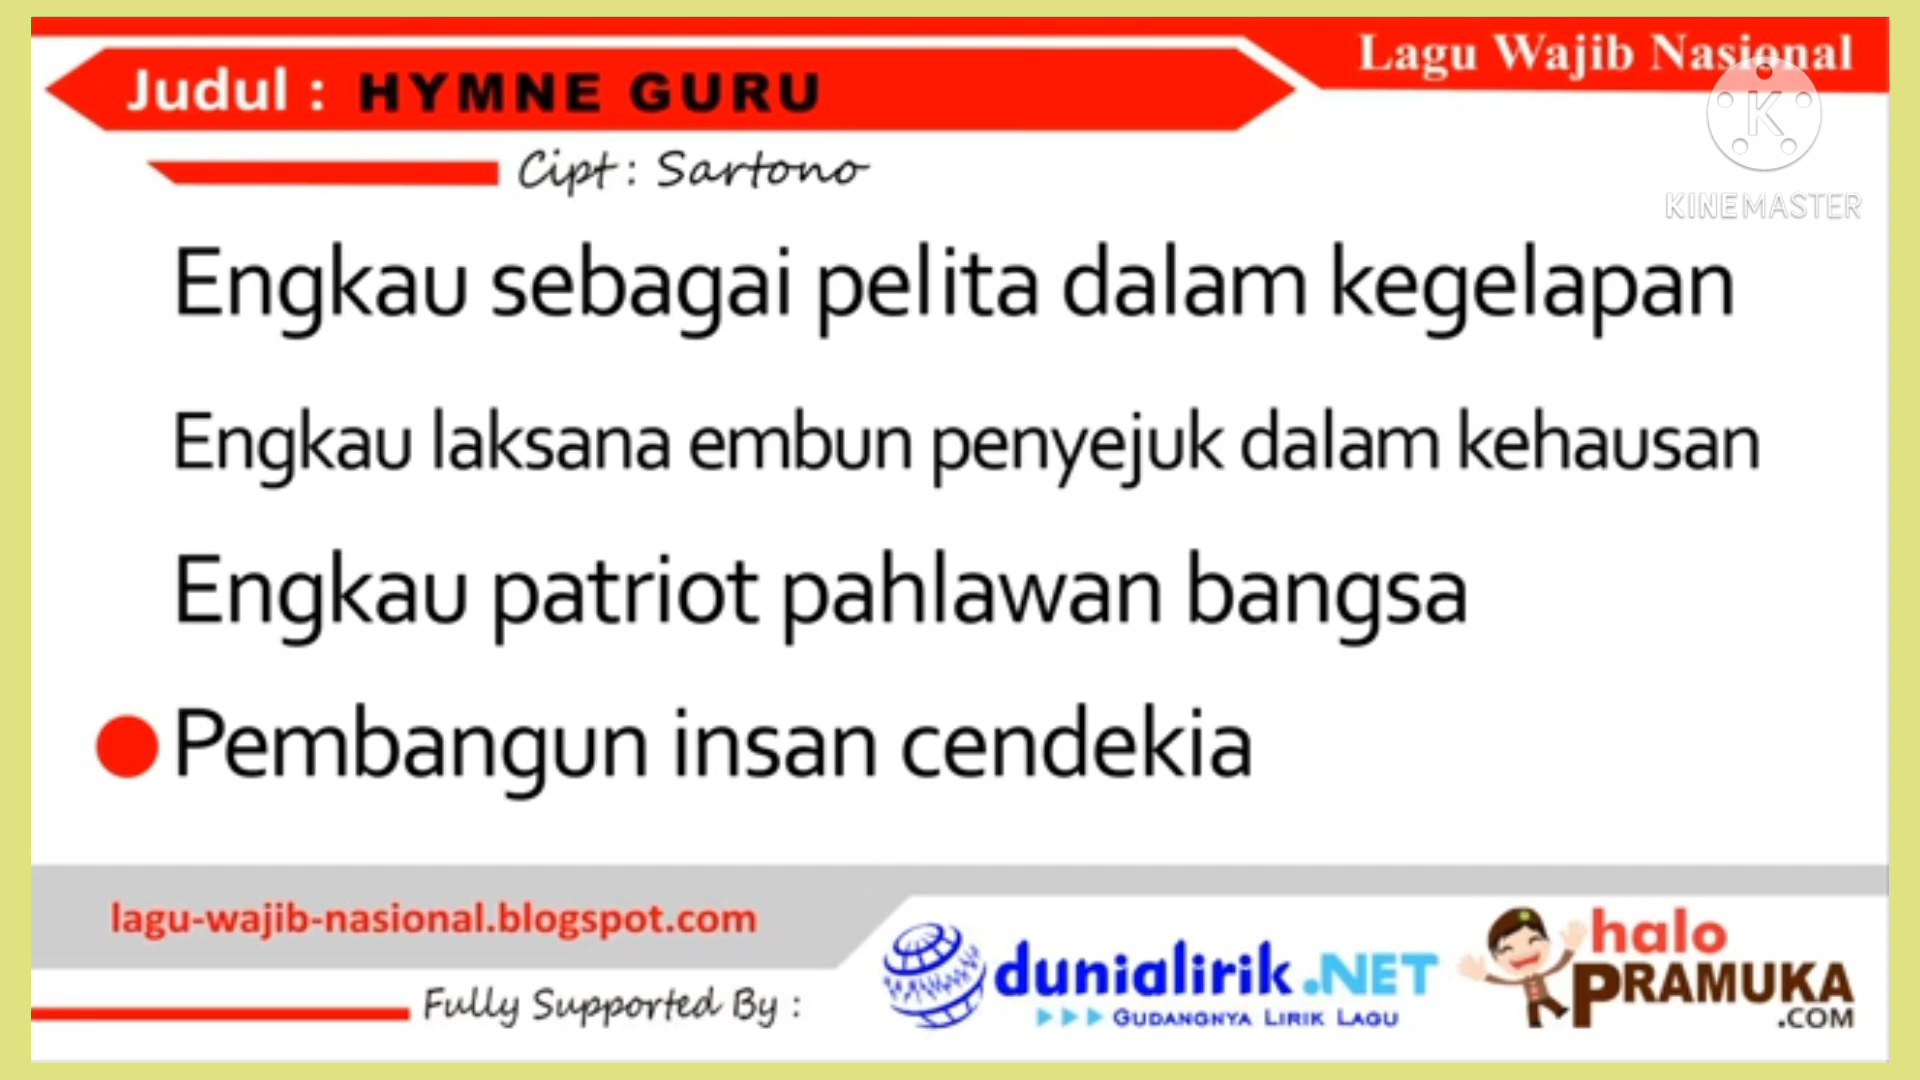 Lagu Wajib Nasional
Judul : HYMNE GURU
Cipt : Sartono
KINEMASTER
Engkau sebagai pelita dalam kegelapan
Engkau laksana embun penyejuk dalam kehausan
Engkau patriot pahlawan bangsa
Pembangun insan cendekia
lagu-wajib-nasional.blogspot.com
Fully Supported By :
dunialirik.NET
GUDANGNYA LIRIK LAGU
halo
PRAMUKA
.COM